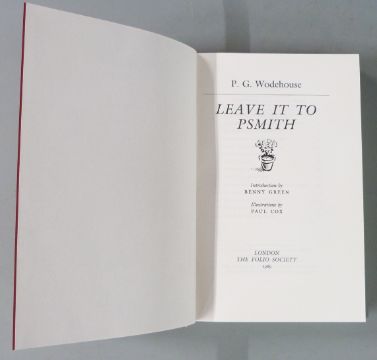 P. G. Wodehouse
LEAVE IT TO
PSMITH
Introduction by
BENNY GREEN
Illustrations by
PAUL COX
LONDON
THE FOLIO SOCIETY